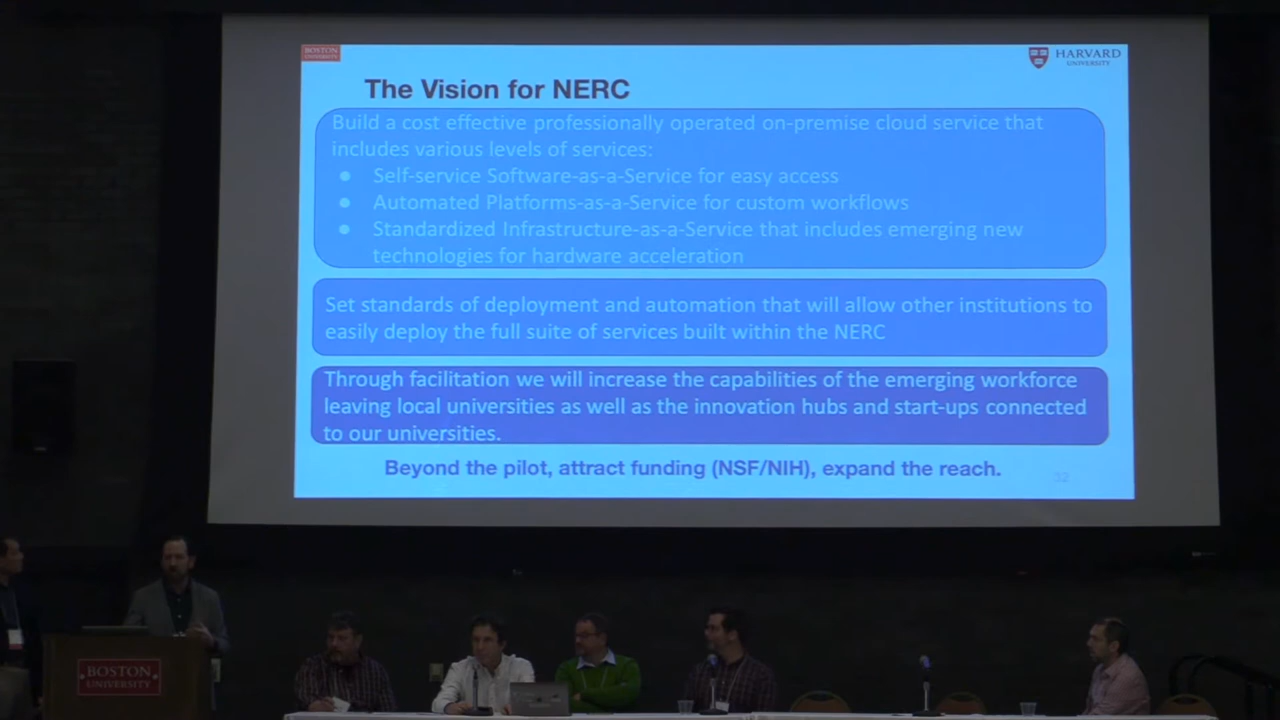 BOSTON
UNIVERSITY
HARVARD
UNIVERSITY
The Vision for NERC
Build a cost effective professionally operated on-premise cloud service that
includes various levels of services:
● Self-service Software-as-a-Service for easy access
● Automated Platforms-as-a-Service for custom workflows
● Standardized Infrastructure-as-a-Service that includes emerging new
technologies for hardware acceleration
Set standards of deployment and automation that will allow other institutions to
easily deploy the full suite of services built within the NERC
Through facilitation we will increase the capabilities of the emerging workforce
leaving local universities as well as the innovation hubs and start-ups connected
to our universities.
Beyond the pilot, attract funding (NSF/NIH), expand the reach.
32
BOSTON
UNIVERSITY